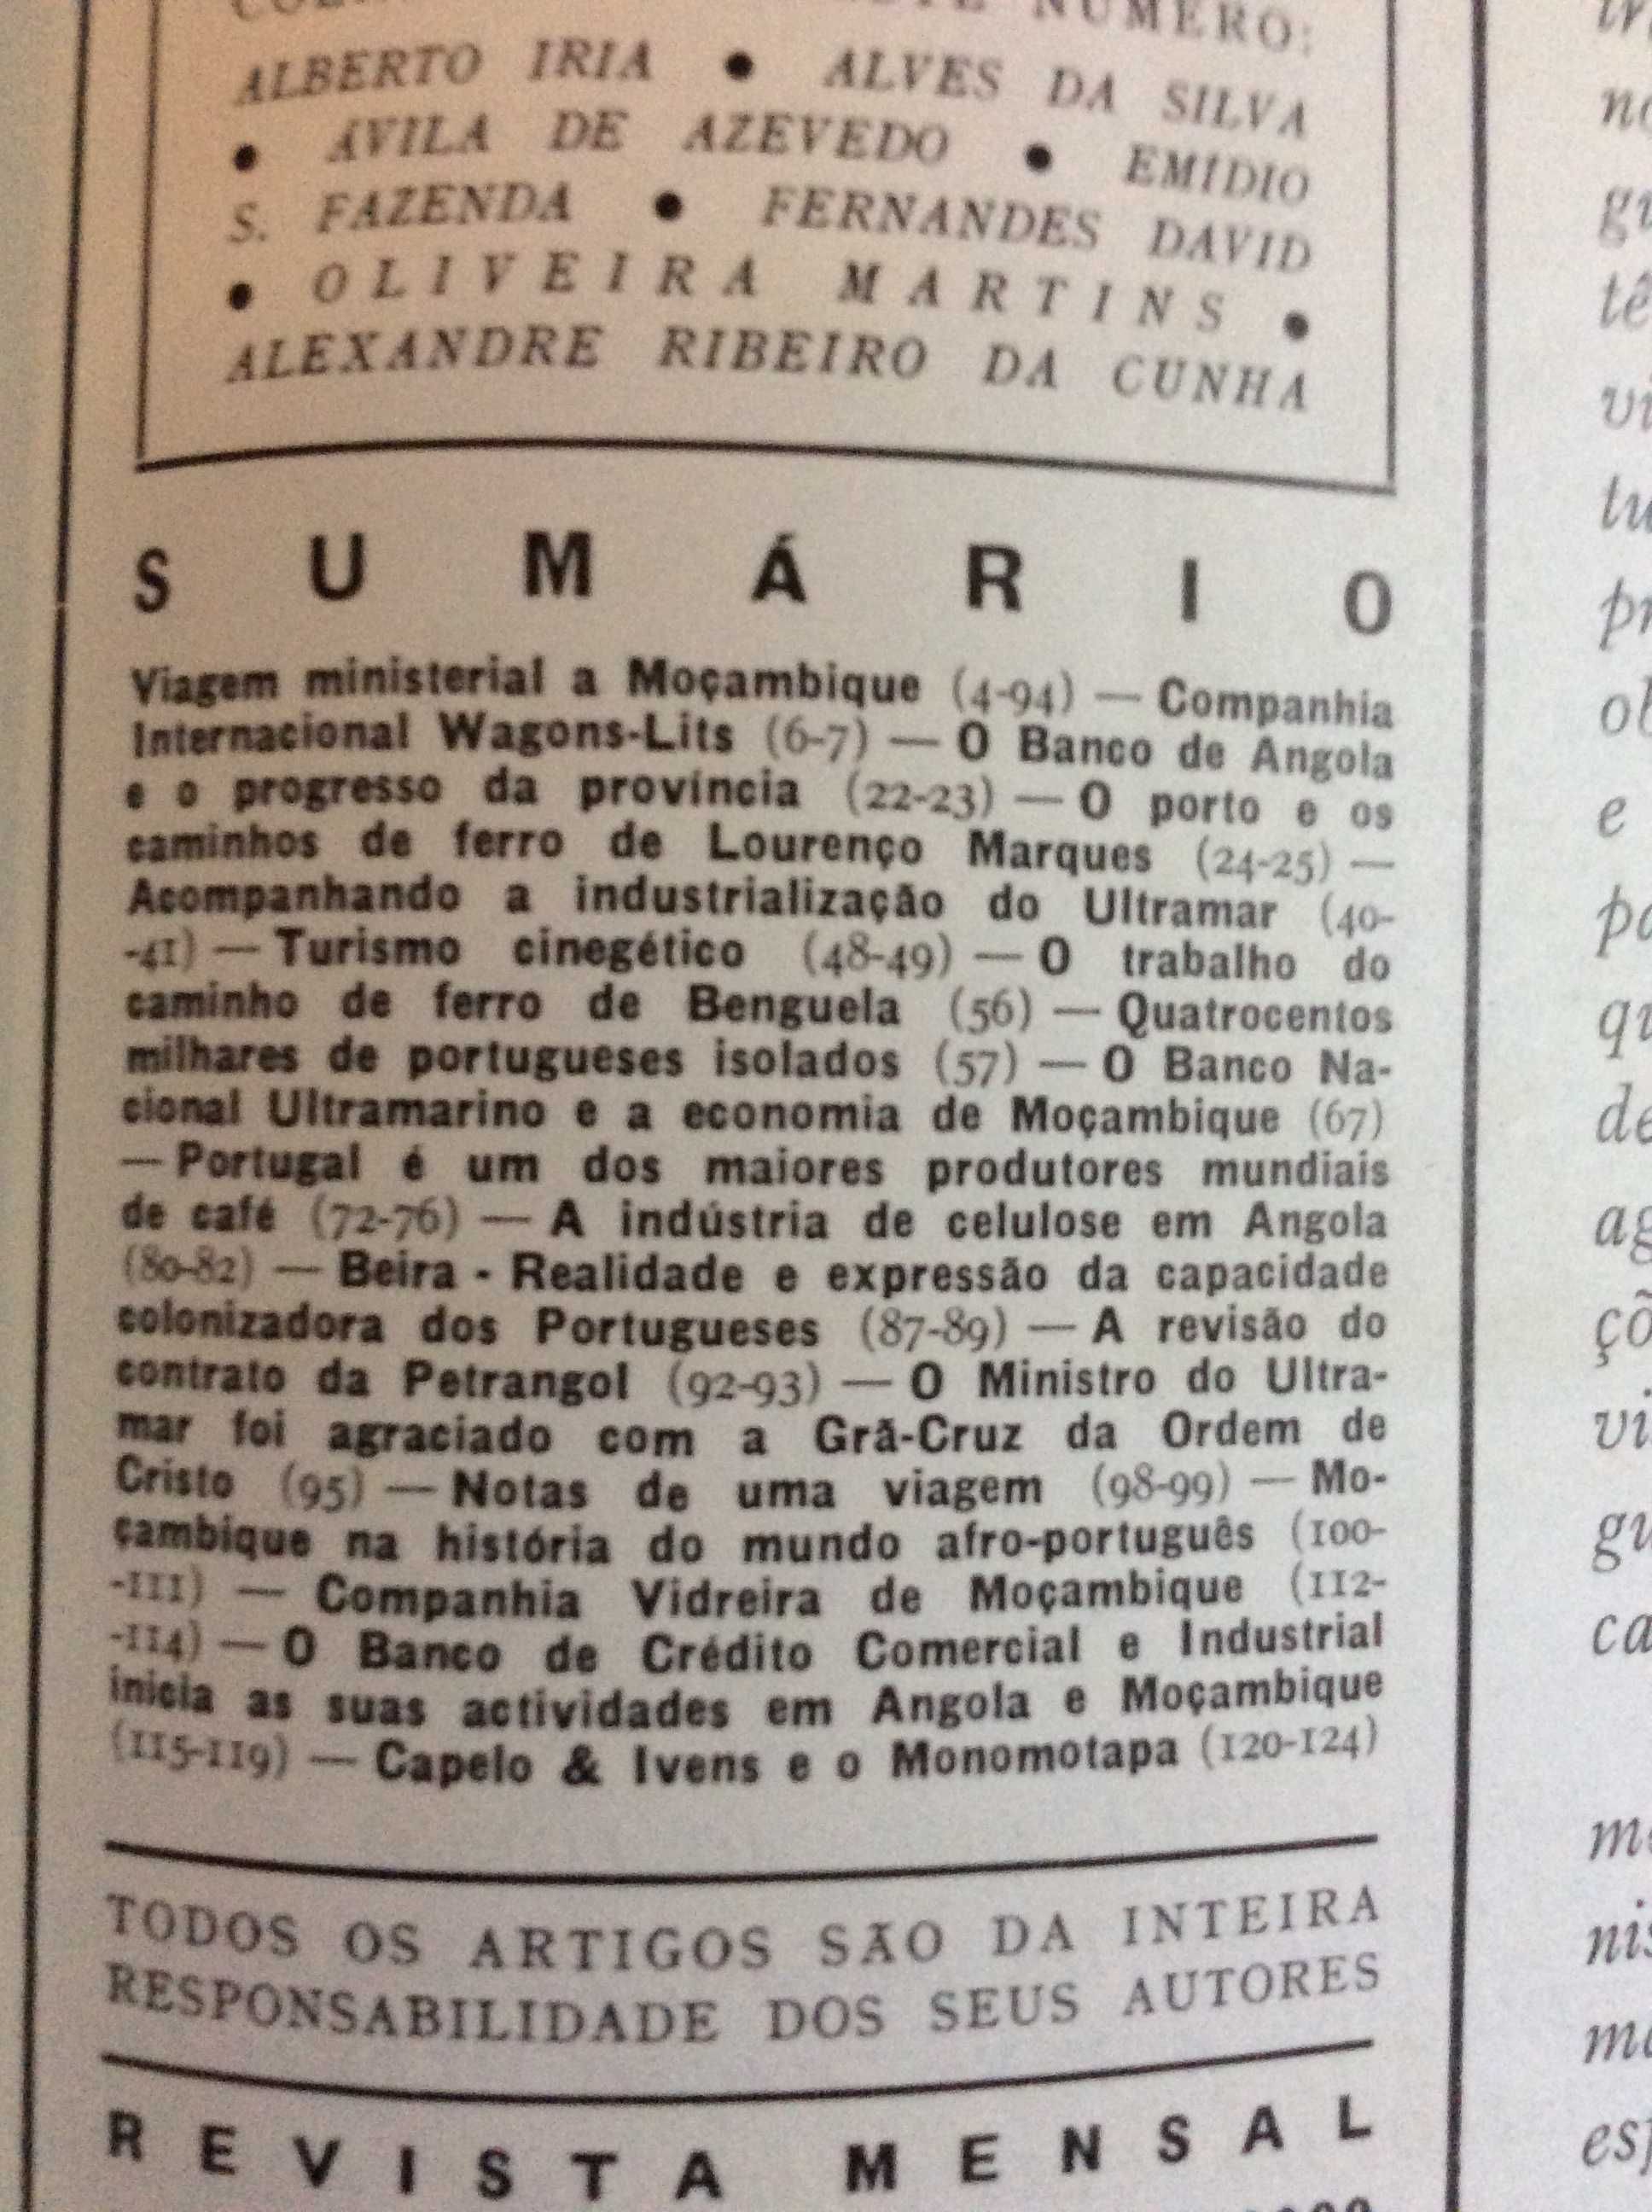 NÚMERO:
ALBERTO IRIA • ALVES DA SILVA
• ÁVILA DE AZEVEDO • EMIDIO
S. FAZENDA • FERNANDES DAVID
• OLIVEIRA MARTINS •
ALEXANDRE RIBEIRO DA CUNHA
SUMÁRIO
Viagem ministerial a Moçambique (4-94) — Companhia
Internacional Wagons-Lits (6-7) — O Banco de Angola
e o progresso da província (22-23) — O porto e os
caminhos de ferro de Lourenço Marques (24-25) —
Acompanhando a industrialização do Ultramar (40-
-41) — Turismo cinegético (48-49) — O trabalho do
caminho de ferro de Benguela (56) — Quatrocentos
milhares de portugueses isolados (57) — O Banco Na-
cional Ultramarino e a economia de Moçambique (67)
— Portugal é um dos maiores produtores mundiais
de café (72-76) — A indústria de celulose em Angola
(80-82) — Beira - Realidade e expressão da capacidade
colonizadora dos Portugueses (87-89) — A revisão do
contrato da Petrangol (92-93) — O Ministro do Ultra-
mar foi agraciado com a Grã-Cruz da Ordem de
Cristo (95) — Notas de uma viagem (98-99) — Mo-
çambique na história do mundo afro-português (100-
-111) — Companhia Vidreira de Moçambique (112-
-114) — O Banco de Crédito Comercial e Industrial
inicia as suas actividades em Angola e Moçambique
(115-119) — Capelo & Ivens e o Monomotapa (120-124)
TODOS OS ARTIGOS SÃO DA INTEIRA
RESPONSABILIDADE DOS SEUS AUTORES
REVISTA MENSAL